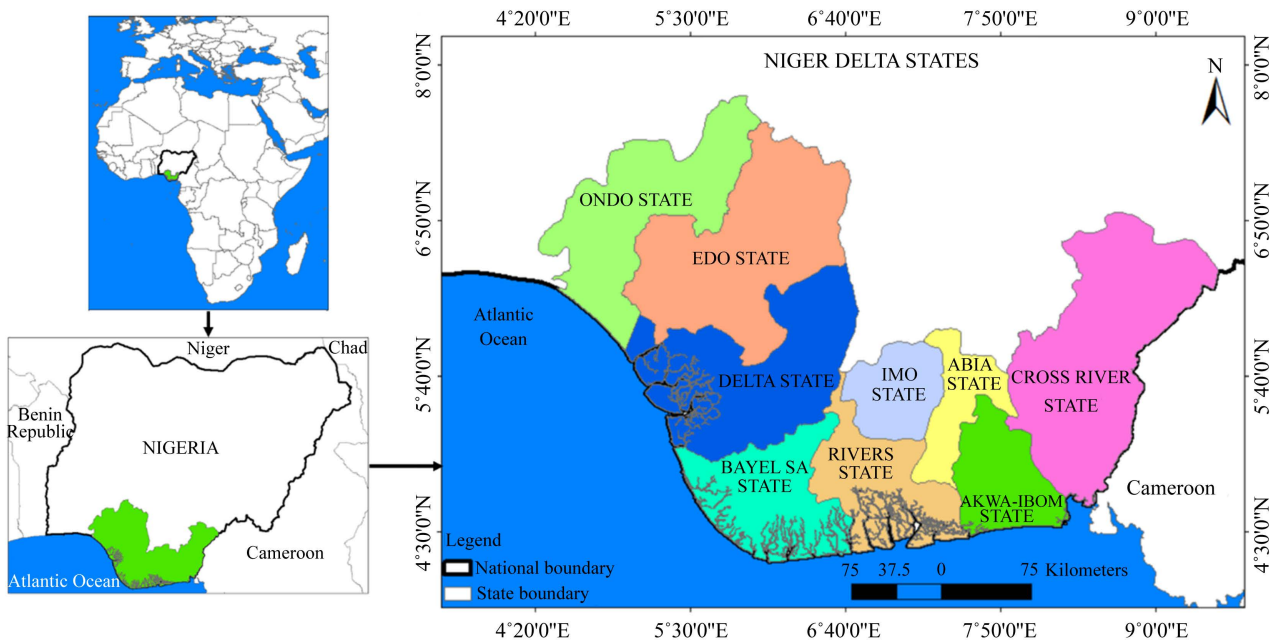 4°20'0"E
5°30'0"E
6°40'0"E
7°50'0"E
9°0'0"E
NIGER DELTA STATES
N
8°0'0"N
8°0'0"N
ONDO STATE
6°50'0"N
6°50'0"N
EDO STATE
Atlantic
Ocean
Niger
Chad
DELTA STATE
IMO
STATE
ABIA
STATE
CROSS RIVER
STATE
5°40'0"N
5°40'0"N
Benin
Republic
NIGERIA
BAYEL SA
STATE
RIVERS
STATE
AKWA-IBOM
STATE
Cameroon
4°30'0"N
4°30'0"N
Cameroon
Atlantic Ocean
Legend
National boundary
State boundary
75 37.5 0 75 Kilometers
4°20'0"E
5°30'0"E
6°40'0"E
7°50'0"E
9°0'0"E